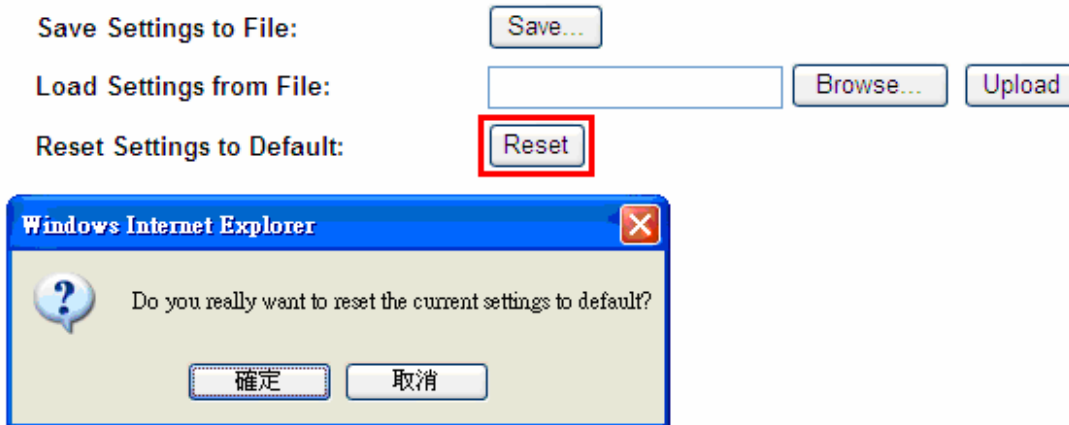 Save Settings to File: Save...
Load Settings from File: Browse... Upload
Reset Settings to Default: Reset
Windows Internet Explorer
Do you really want to reset the current settings to default?
確定 取消